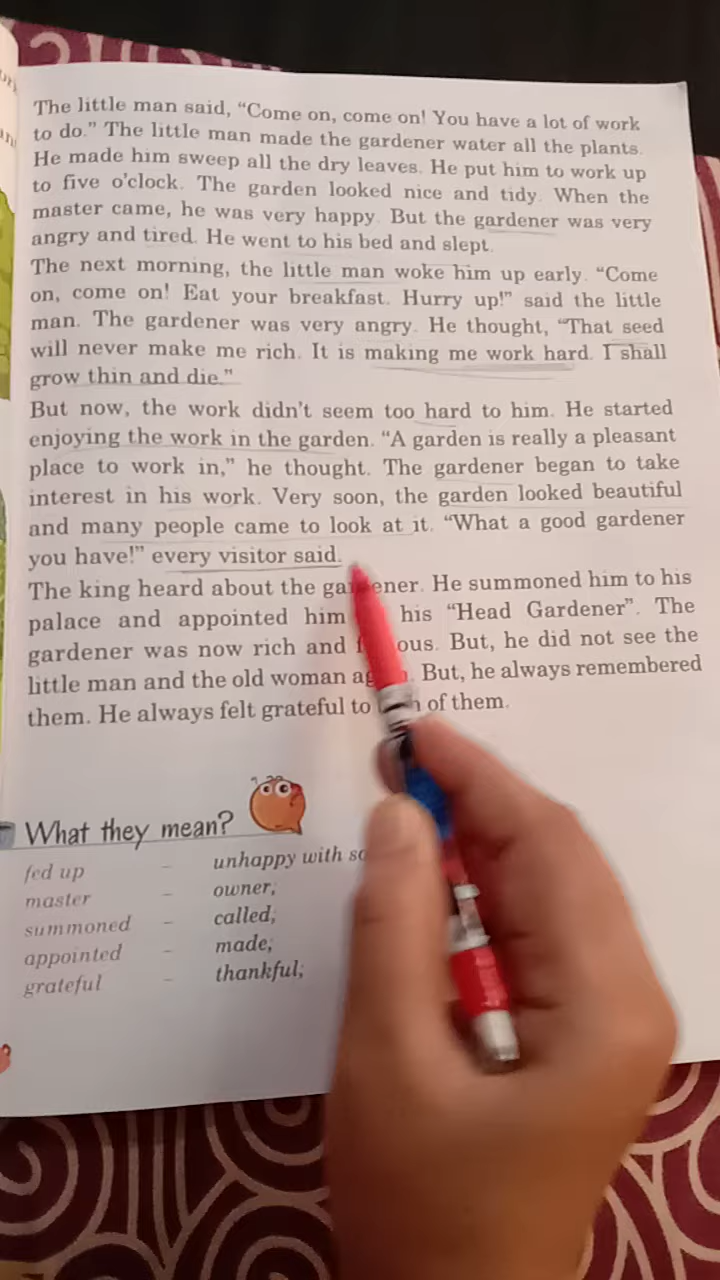 The little man said, “Come on, come on! You have a lot of work
to do.” The little man made the gardener water all the plants.
He made him sweep all the dry leaves. He put him to work up
to five o’clock. The garden looked nice and tidy. When the
master came, he was very happy. But the gardener was very
angry and tired. He went to his bed and slept.
The next morning, the little man woke him up early. “Come
on, come on! Eat your breakfast. Hurry up!” said the little
man. The gardener was very angry. He thought, “That seed
will never make me rich. It is making me work hard. I shall
grow thin and die.”
But now, the work didn’t seem too hard to him. He started
enjoying the work in the garden. “A garden is really a pleasant
place to work in,” he thought. The gardener began to take
interest in his work. Very soon, the garden looked beautiful
and many people came to look at it. “What a good gardener
you have!” every visitor said.
The king heard about the gardener. He summoned him to his
palace and appointed him his “Head Gardener”. The
gardener was now rich and But, he did not see the
little man and the old woman But, he always remembered
them. He always felt grateful to of them.
What they mean?
fed up – unhappy with
master – owner;
summoned – called;
appointed – made;
grateful – thankful;